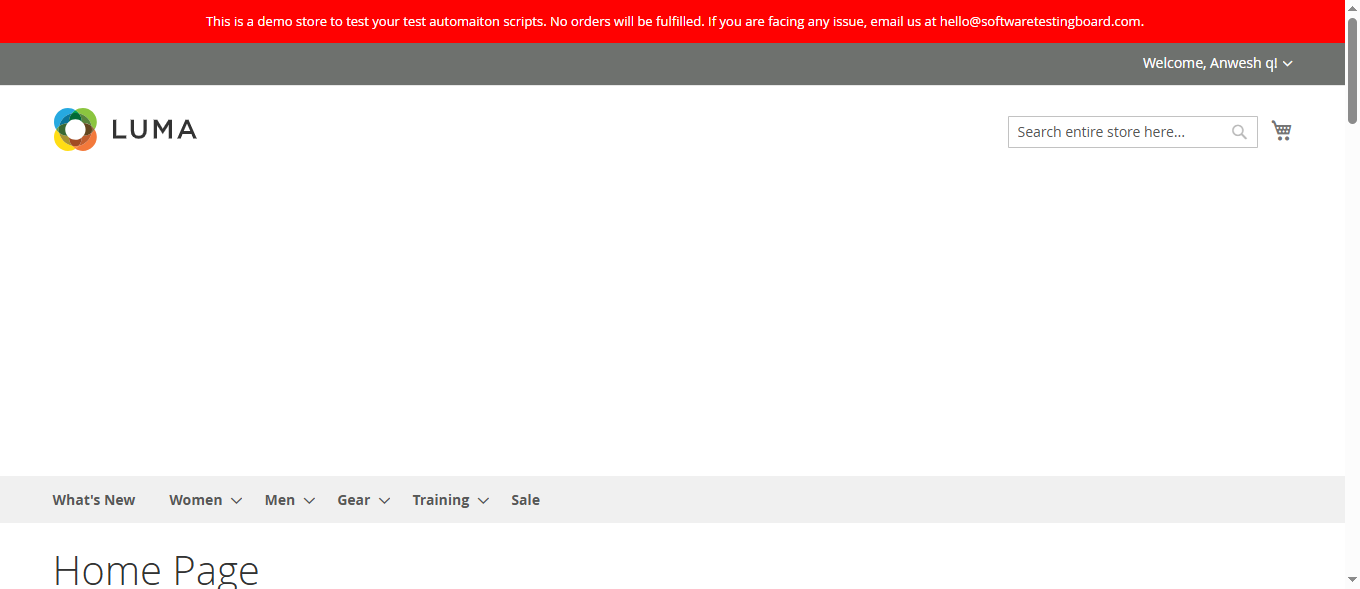 This is a demo store to test your test automaiton scripts. No orders will be fulfilled. If you are facing any issue, email us at hello@softwaretestingboard.com.
Welcome, Anwesh q!
LUMA
Search entire store here...
What's New Women Men Gear Training Sale
Home Page